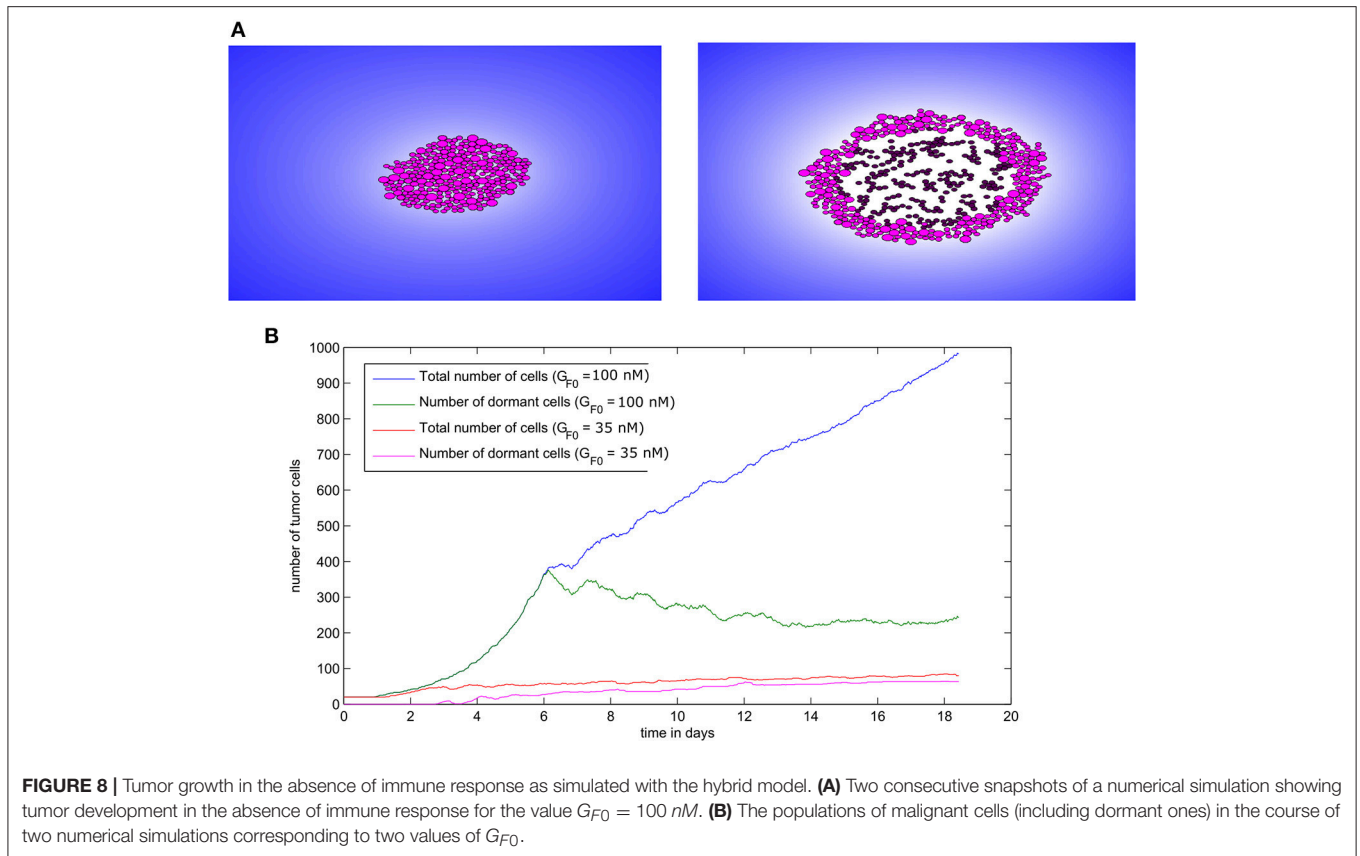 A
B
1000
900
800
700
600
500
400
300
200
100
0
number of tumor cells
Total number of cells (GF0 = 100 nM)
Number of dormant cells (GF0 = 100 nM)
Total number of cells (GF0 = 35 nM)
Number of dormant cells (GF0 = 35 nM)
0 2 4 6 8 10 12 14 16 18 20
time in days
FIGURE 8 | Tumor growth in the absence of immune response as simulated with the hybrid model. (A) Two consecutive snapshots of a numerical simulation showing
tumor development in the absence of immune response for the value GF0 = 100 nM. (B) The populations of malignant cells (including dormant ones) in the course of
two numerical simulations corresponding to two values of GF0.